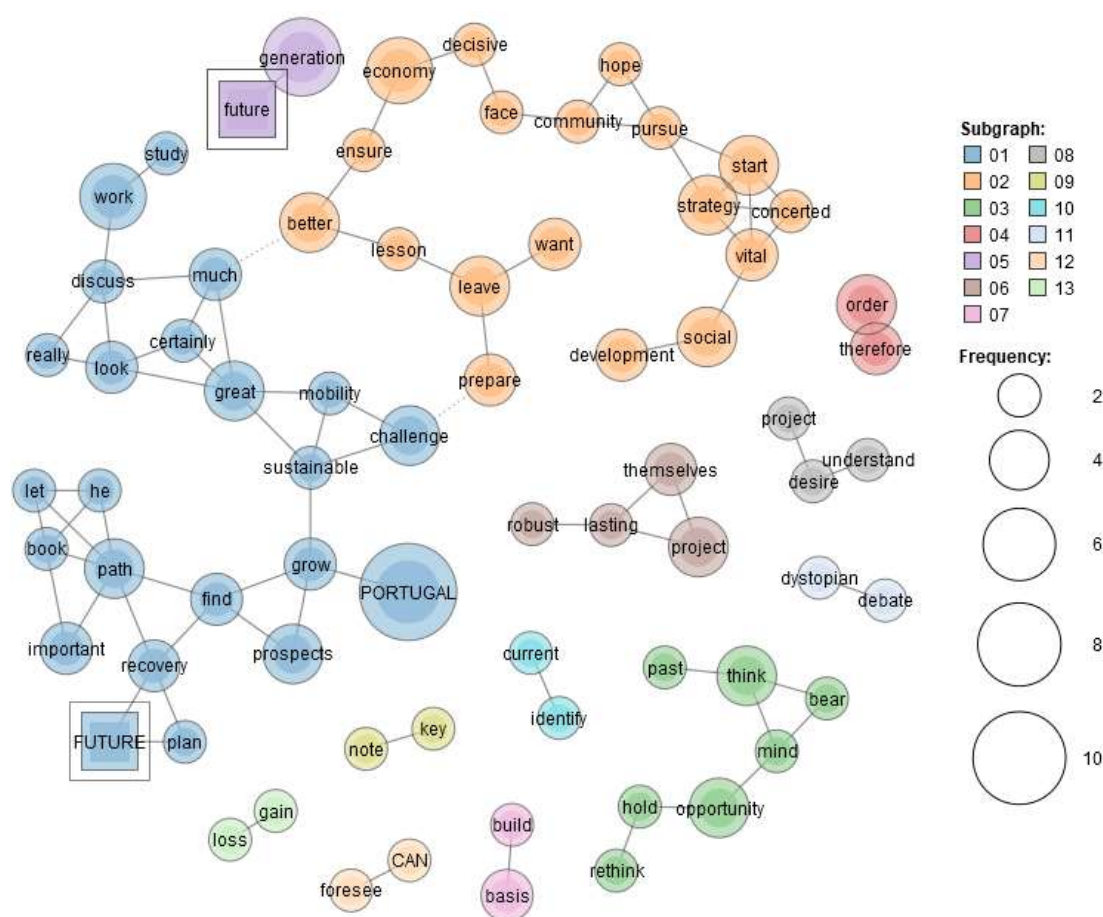 generation
future
economy
decisive
hope
face
community
pursue
start
strategy
concerted
vital
social
development
ensure
better
lesson
want
leave
prepare
study
work
discuss
much
really
certainly
look
great
mobility
challenge
sustainable
let
he
book
path
important
find
grow
PORTUGAL
prospects
recovery
FUTURE
plan
order
therefore
project
understand
desire
themselves
robust
lasting
project
dystopian
debate
current
identify
past
think
bear
mind
hold
opportunity
rethink
note
key
gain
loss
CAN
foresee
build
basis
Subgraph:
01 08
02 09
03 10
04 11
05 12
06 13
07
Frequency:
2
4
6
8
10